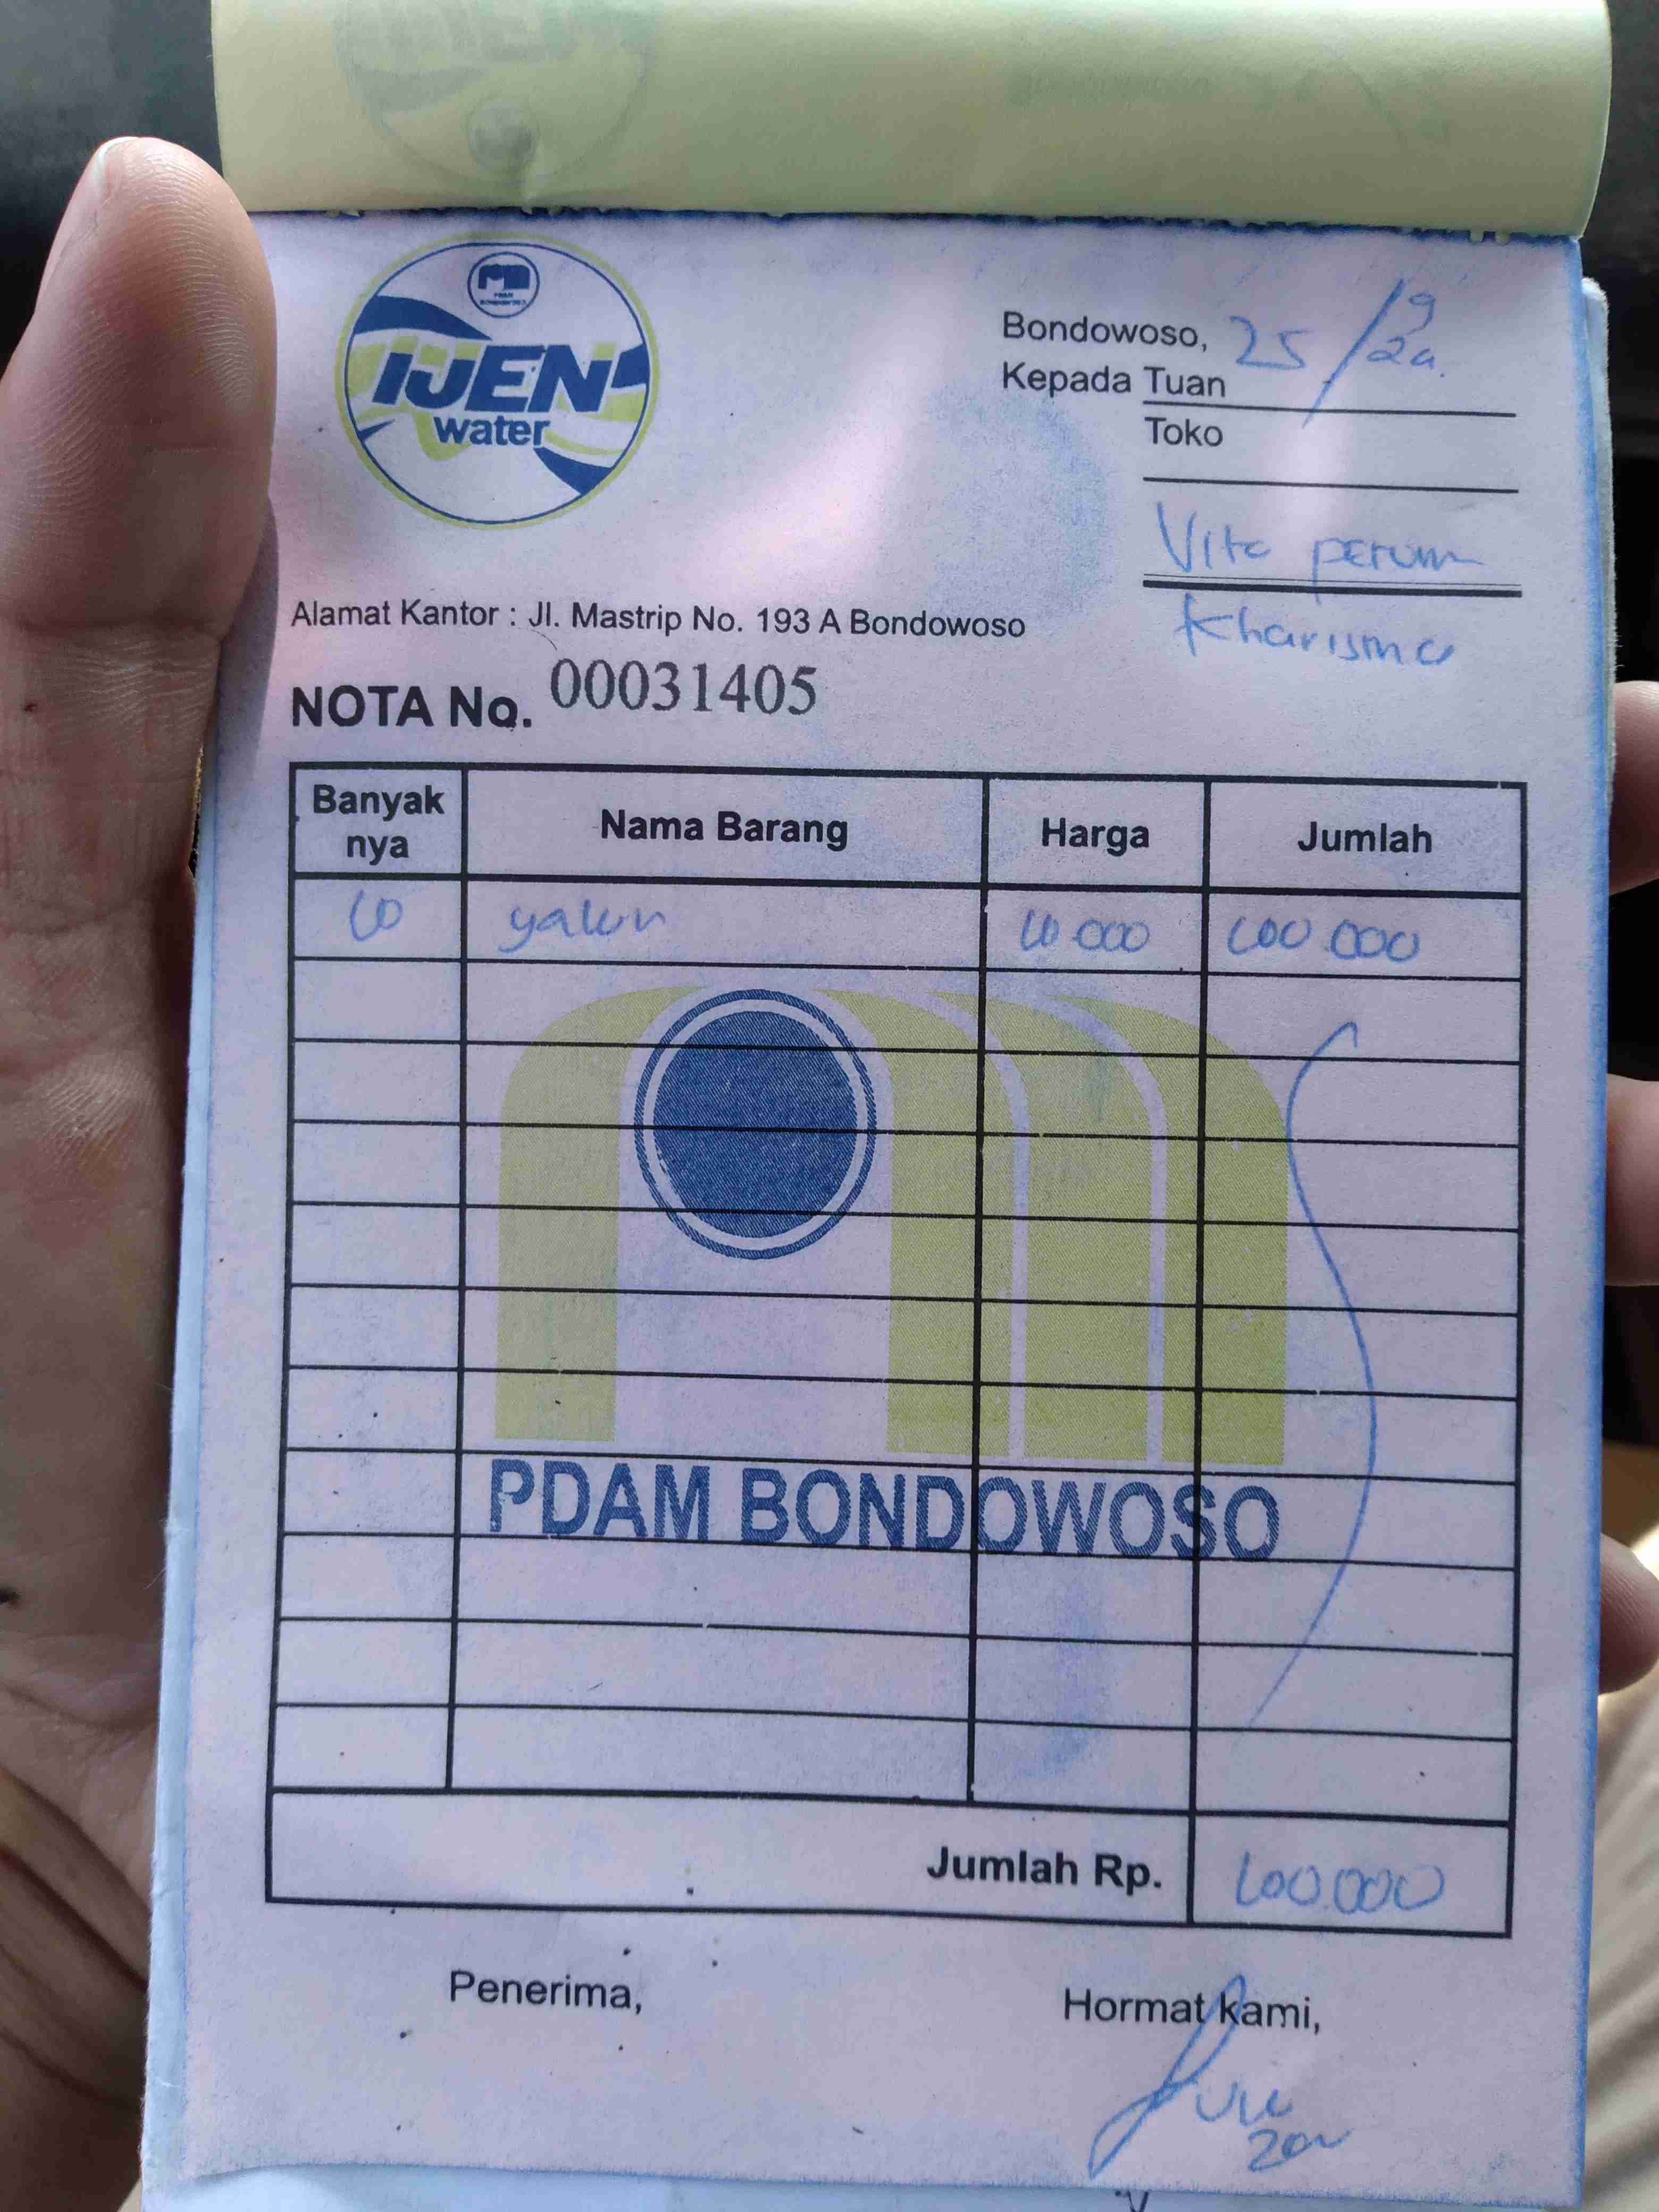 IJEN
water
Bondowoso, 25/9
2a.
Kepada Tuan
Toko
Vita perum
Kharisma
Alamat Kantor : Jl. Mastrip No. 193 A Bondowoso
NOTA No. 00031405
Banyak nya Nama Barang Harga Jumlah
10 galon 10 000 100 000
PDAM BONDOWOSO
Jumlah Rp. 100.000
Penerima, Hormat kami,